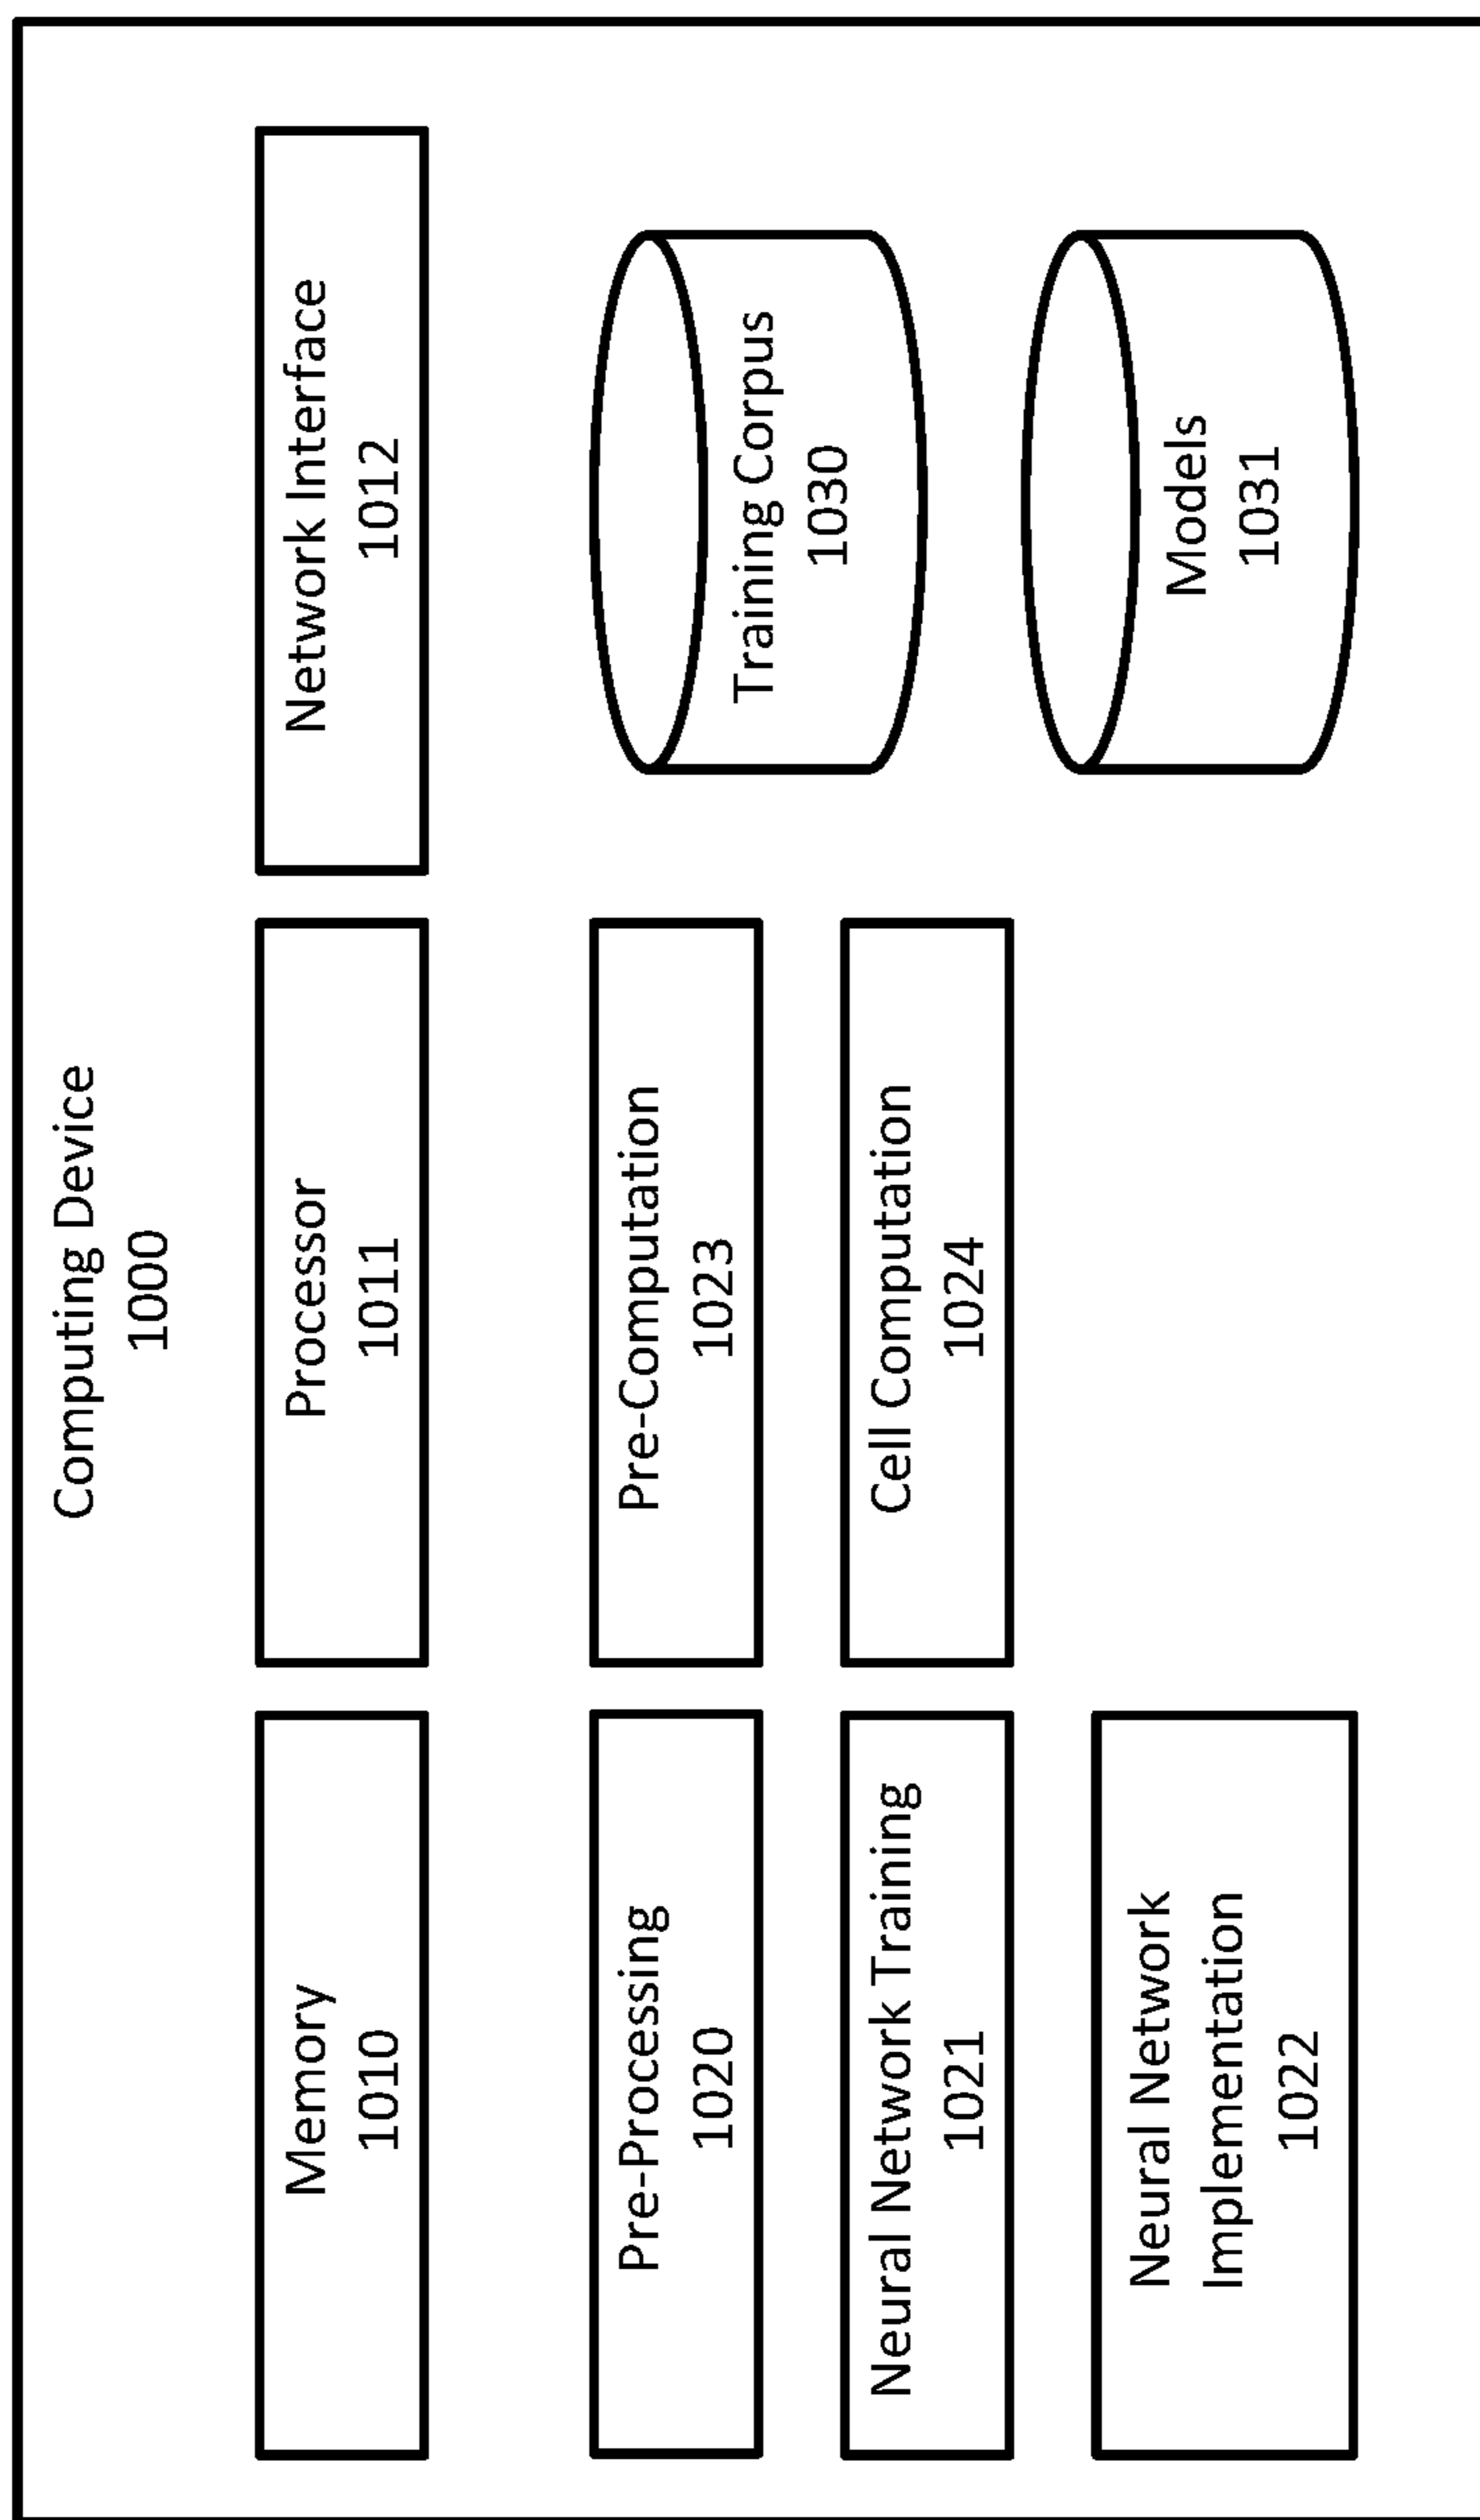 Computing Device
1000
Memory
1010
Processor
1011
Network Interface
1012
Pre-Processing
1020
Pre-Computation
1023
Training Corpus
1030
Neural Network Training
1021
Cell Computation
1024
Models
1031
Neural Network
Implementation
1022